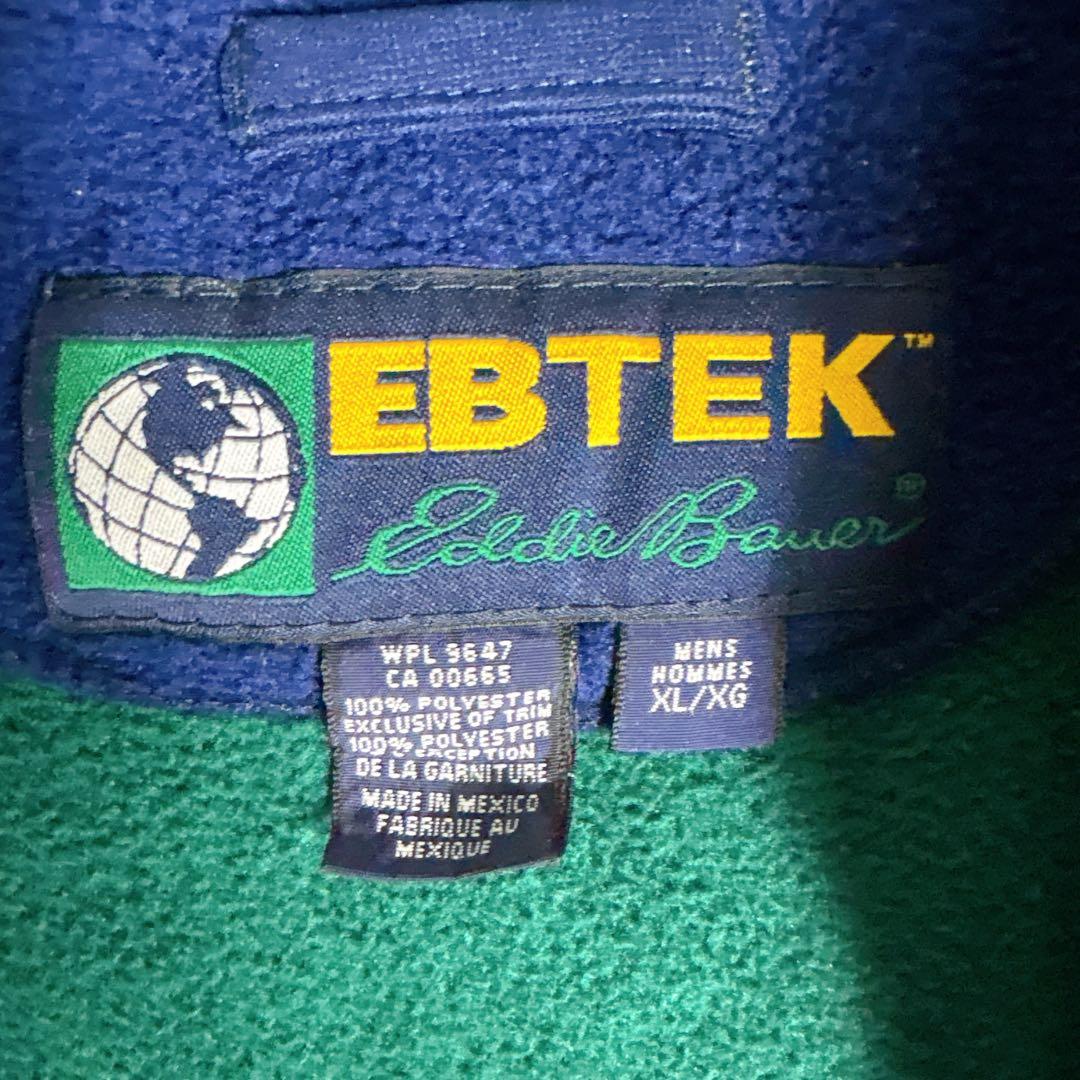 EBTEK™
Eddie Bauer®
WPL 9647
CA 00665
100% POLYESTER
EXCLUSIVE OF TRIM
100% POLYESTER
EXCEPTION
DE LA GARNITURE
MADE IN MEXICO
FABRIQUE AU
MEXIQUE
MENS
HOMMES
XL/XG